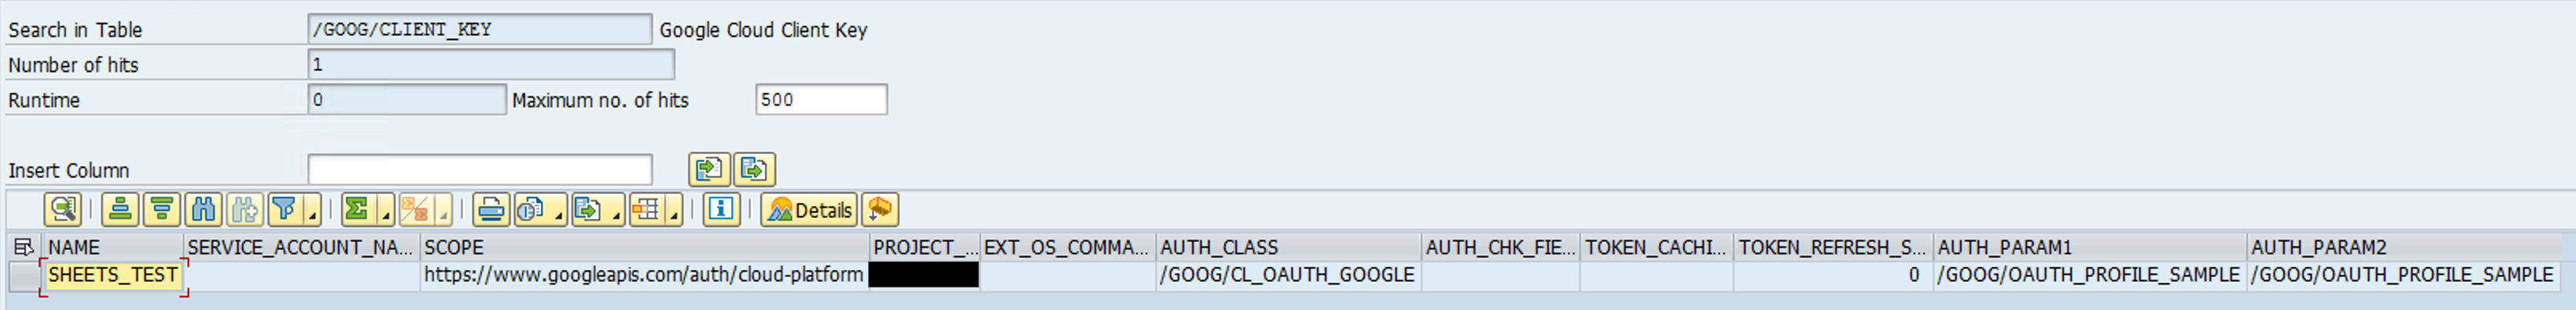 Search in Table /GOOG/CLIENT_KEY Google Cloud Client Key
Number of hits 1
Runtime 0 Maximum no. of hits 500
Insert Column
Details
NAME SERVICE_ACCOUNT_NA... SCOPE PROJECT_... EXT_OS_COMMA... AUTH_CLASS AUTH_CHK_FIE... TOKEN_CACHI... TOKEN_REFRESH_S... AUTH_PARAM1 AUTH_PARAM2
SHEETS_TEST https://www.googleapis.com/auth/cloud-platform /GOOG/CL_OAUTH_GOOGLE 0 /GOOG/OAUTH_PROFILE_SAMPLE /GOOG/OAUTH_PROFILE_SAMPLE